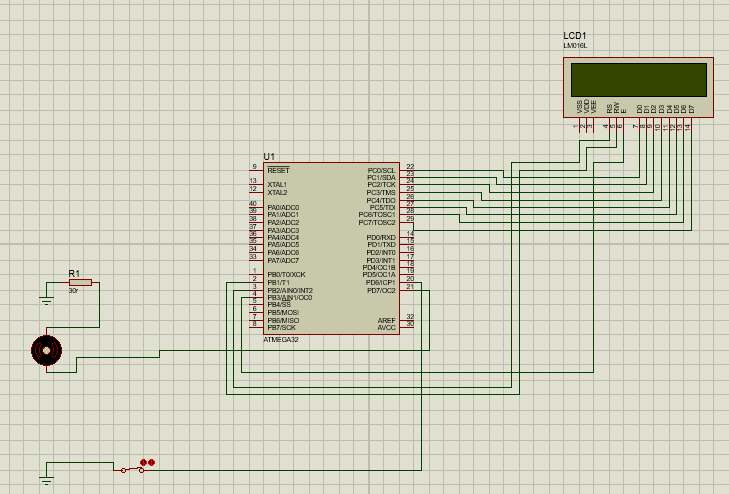 LCD1
LM016L
VSS VDD VEE RS RW E D0 D1 D2 D3 D4 D5 D6 D7
1 2 3 4 5 6 7 8 9 10 11 12 13 14
U1
9 RESET PC0/SCL 22
PC1/SDA 23
13 XTAL1 PC2/TCK 24
12 XTAL2 PC3/TMS 25
PC4/TDO 26
40 PA0/ADC0 PC5/TDI 27
39 PA1/ADC1 PC6/TOSC1 28
38 PA2/ADC2 PC7/TOSC2 29
37 PA3/ADC3
36 PA4/ADC4 PD0/RXD 14
35 PA5/ADC5 PD1/TXD 15
34 PA6/ADC6 PD2/INT0 16
33 PA7/ADC7 PD3/INT1 17
PD4/OC1B 18
1 PB0/T0/XCK PD5/OC1A 19
2 PB1/T1 PD6/ICP1 20
3 PB2/AIN0/INT2 PD7/OC2 21
4 PB3/AIN1/OC0
5 PB4/SS
6 PB5/MOSI
7 PB6/MISO AREF 32
8 PB7/SCK AVCC 30
ATMEGA32
R1
30r